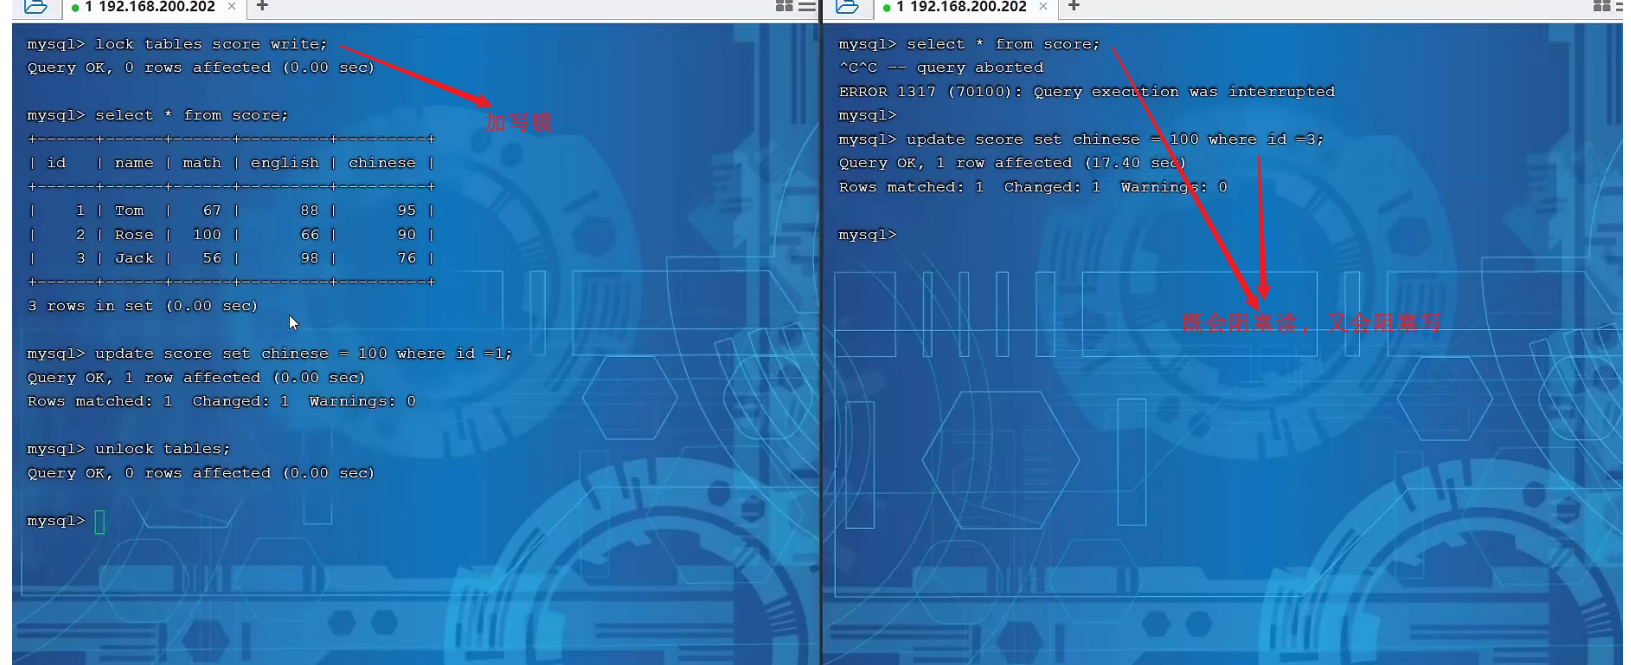 1 192.168.200.202 × +
mysql> lock tables score write;
Query OK, 0 rows affected (0.00 sec)
加写锁
mysql> select * from score;
+------+------+------+---------+---------+
| id   | name | math | english | chinese |
+------+------+------+---------+---------+
|    1 | Tom  |   67 |      88 |      95 |
|    2 | Rose |  100 |      66 |      90 |
|    3 | Jack |   56 |      98 |      76 |
+------+------+------+---------+---------+
3 rows in set (0.00 sec)
mysql> update score set chinese = 100 where id =1;
Query OK, 1 row affected (0.00 sec)
Rows matched: 1  Changed: 1  Warnings: 0
mysql> unlock tables;
Query OK, 0 rows affected (0.00 sec)
mysql>
1 192.168.200.202 × +
mysql> select * from score;
^C^C -- query aborted
ERROR 1317 (70100): Query execution was interrupted
mysql>
mysql> update score set chinese = 100 where id =3;
Query OK, 1 row affected (17.40 sec)
Rows matched: 1  Changed: 1  Warnings: 0
mysql>
既会阻塞读，又会阻塞写